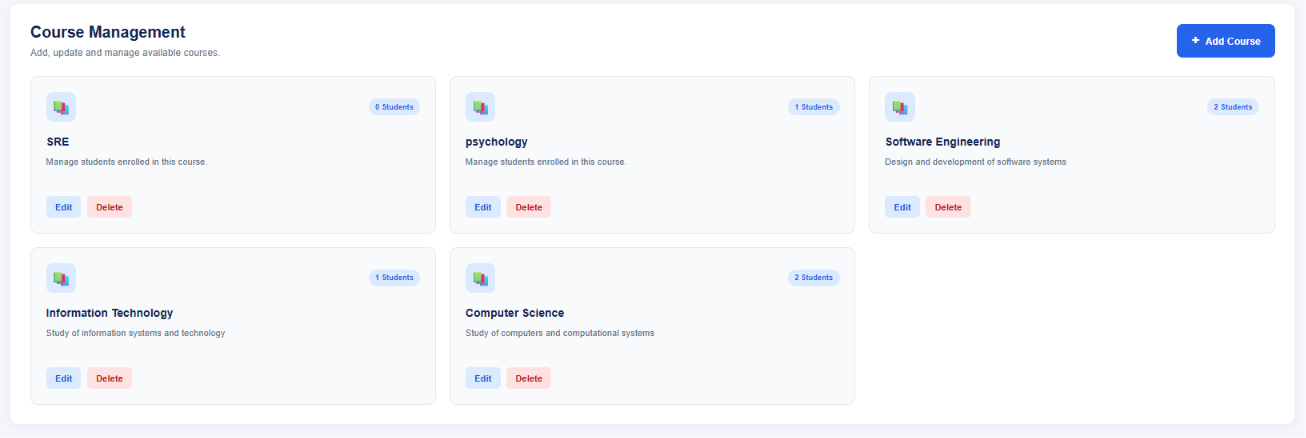 Course Management
Add, update and manage available courses.
+ Add Course
0 Students
SRE
Manage students enrolled in this course.
Edit Delete
1 Students
psychology
Manage students enrolled in this course.
Edit Delete
2 Students
Software Engineering
Design and development of software systems
Edit Delete
1 Students
Information Technology
Study of information systems and technology
Edit Delete
2 Students
Computer Science
Study of computers and computational systems
Edit Delete